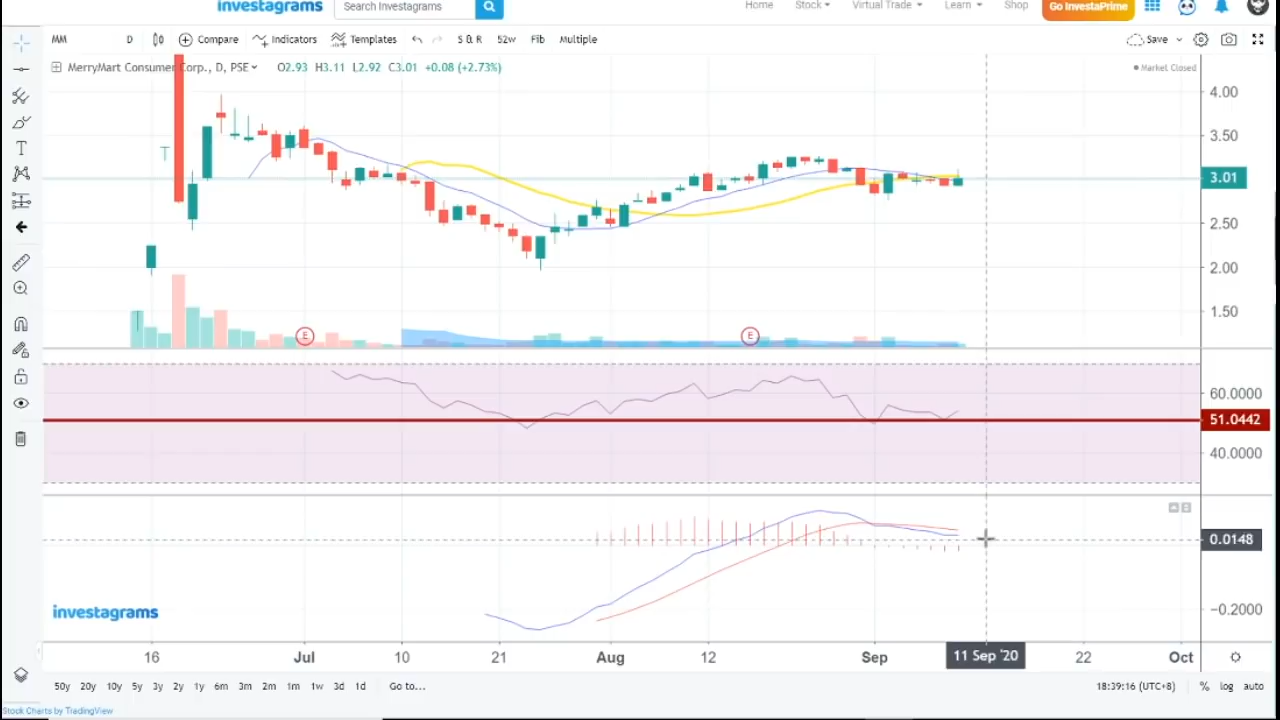 investagrams
Search Investagrams
Home Stock Virtual Trade Learn Shop Go InvestaPrime
MM D Compare Indicators Templates S & R 52w Fib Multiple Save
MerryMart Consumer Corp., D, PSE O2.93 H3.11 L2.92 C3.01 +0.08 (+2.73%)
Market Closed
4.00
3.50
3.01
2.50
2.00
1.50
E E
60.0000
51.0442
40.0000
0.0148
investagrams
−0.2000
16 Jul 10 21 Aug 12 Sep 11 Sep '20 22 Oct
50y 20y 10y 5y 3y 2y 1y 6m 3m 2m 1m 1w 3d 1d Go to... 18:39:16 (UTC+8) % log auto
Stock Charts by TradingView